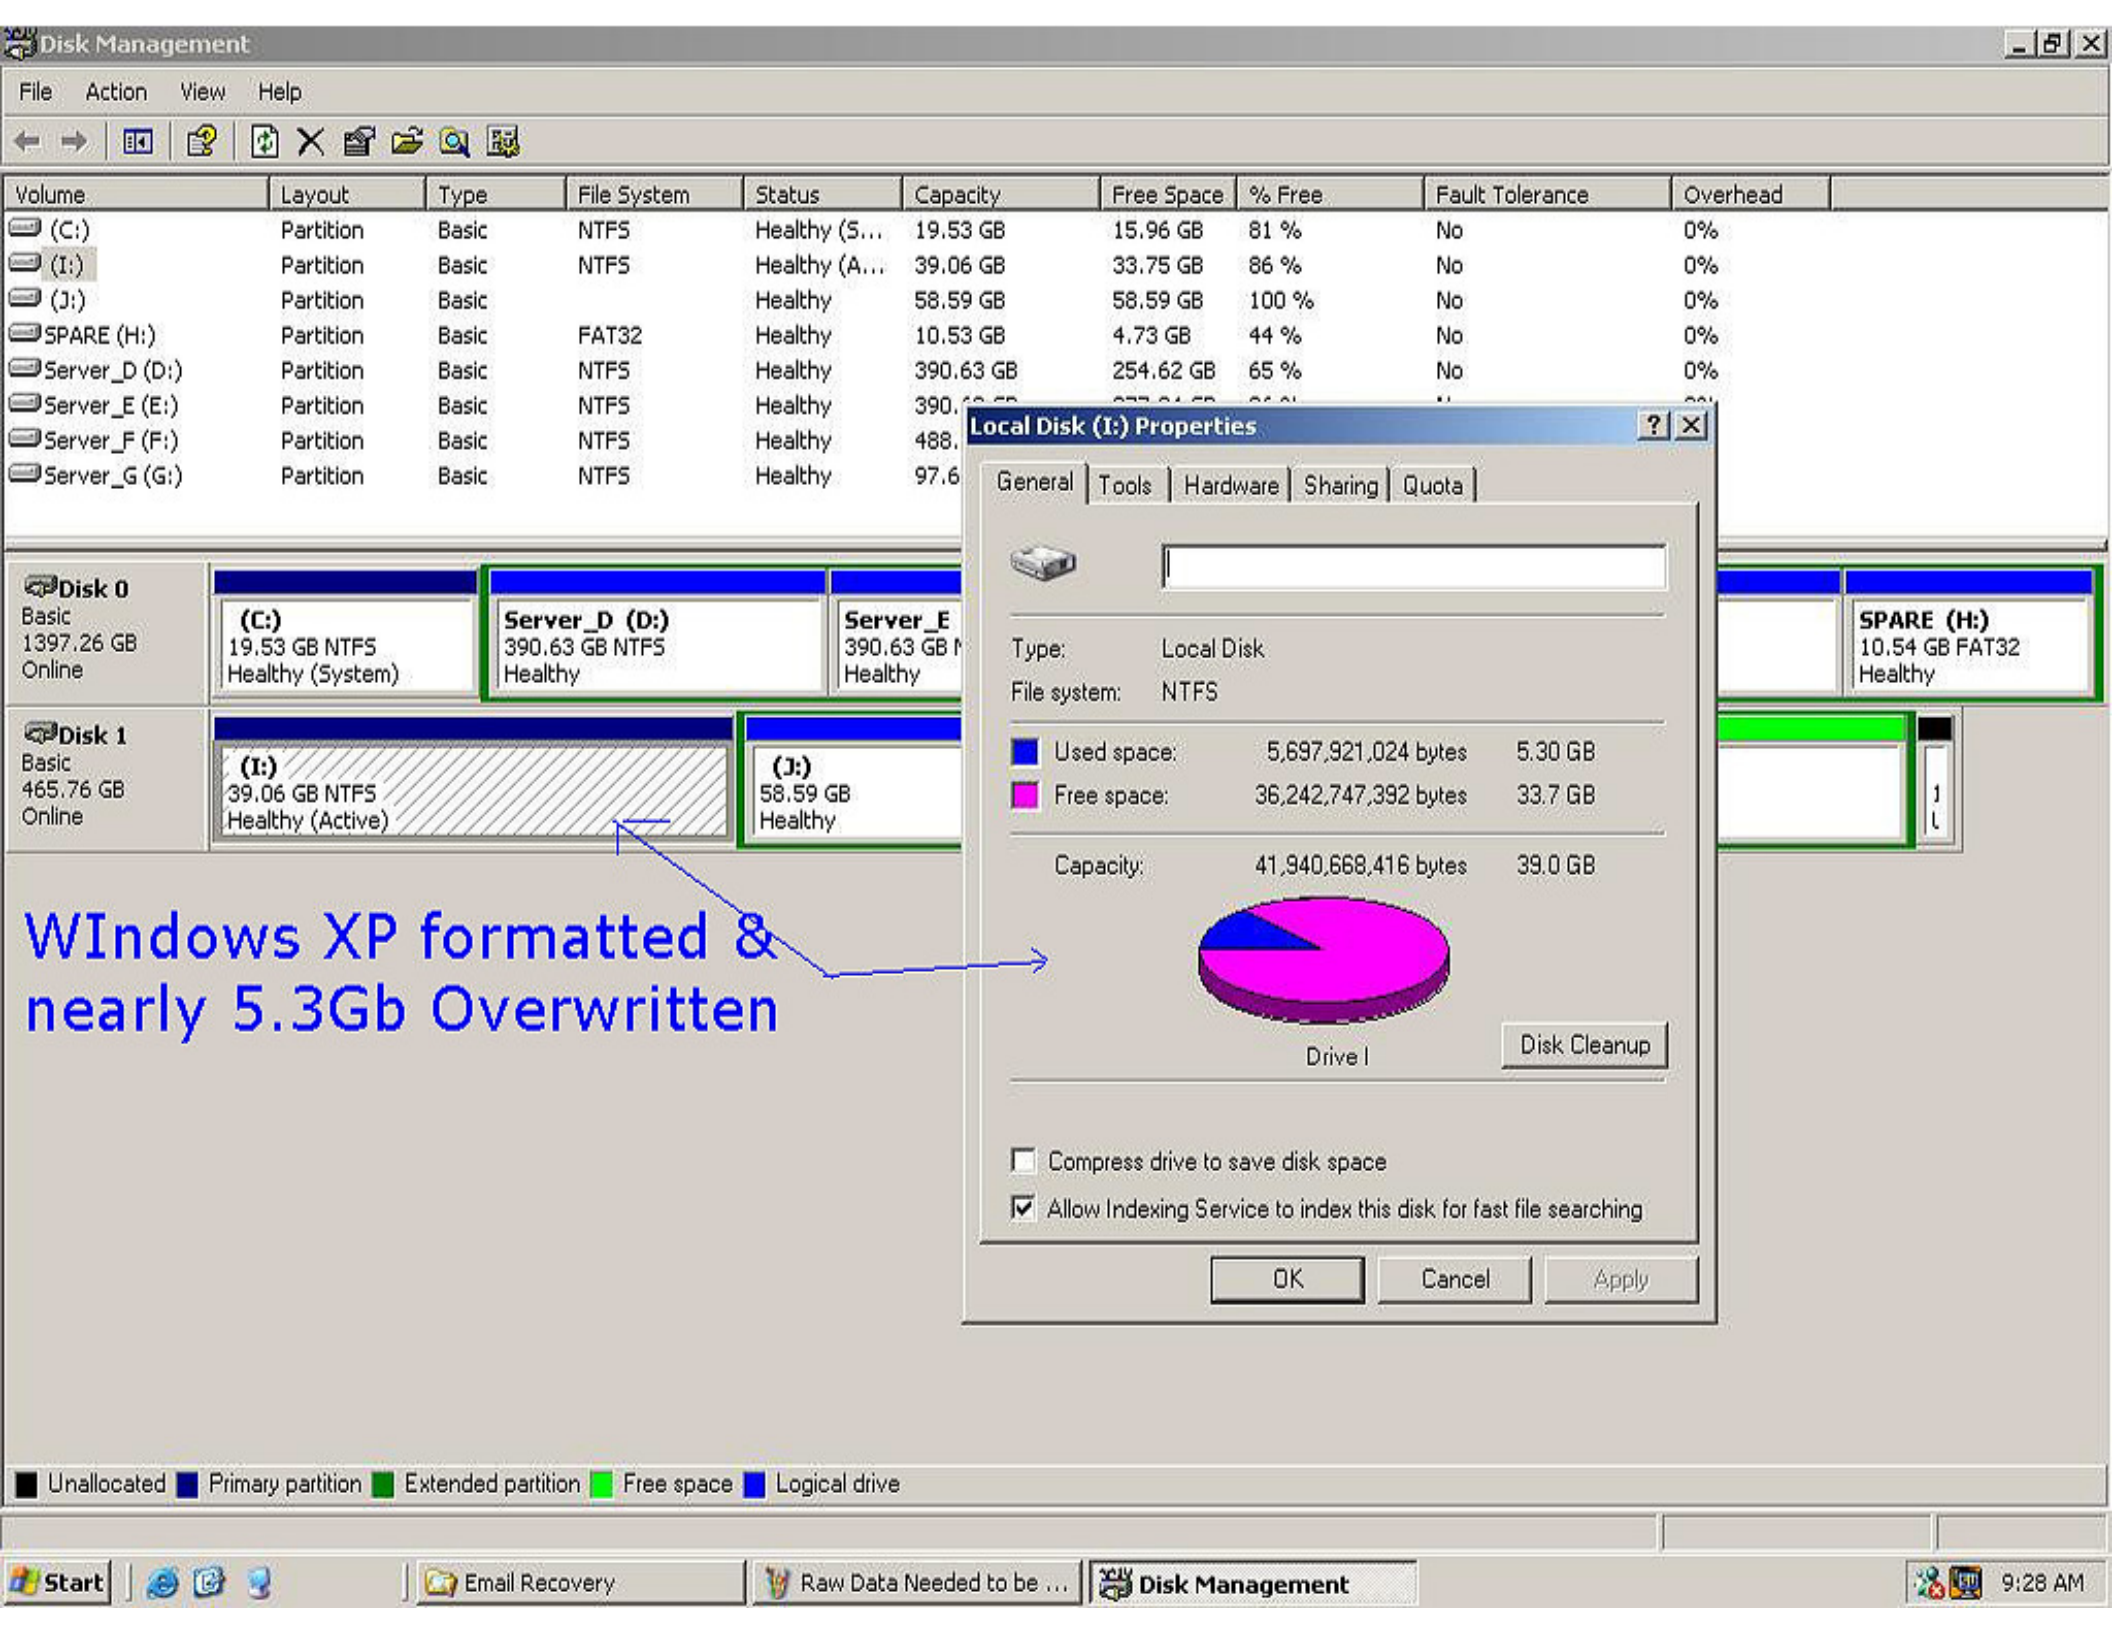 Disk Management
File Action View Help
Volume Layout Type File System Status Capacity Free Space % Free Fault Tolerance Overhead
(C:) Partition Basic NTFS Healthy (S... 19.53 GB 15.96 GB 81 % No 0%
(I:) Partition Basic NTFS Healthy (A... 39.06 GB 33.75 GB 86 % No 0%
(J:) Partition Basic Healthy 58.59 GB 58.59 GB 100 % No 0%
SPARE (H:) Partition Basic FAT32 Healthy 10.53 GB 4.73 GB 44 % No 0%
Server_D (D:) Partition Basic NTFS Healthy 390.63 GB 254.62 GB 65 % No 0%
Server_E (E:) Partition Basic NTFS Healthy 390.
Server_F (F:) Partition Basic NTFS Healthy 488.
Server_G (G:) Partition Basic NTFS Healthy 97.6
Local Disk (I:) Properties
General Tools Hardware Sharing Quota
Type: Local Disk
File system: NTFS
Used space: 5,697,921,024 bytes 5.30 GB
Free space: 36,242,747,392 bytes 33.7 GB
Capacity: 41,940,668,416 bytes 39.0 GB
Drive I
Disk Cleanup
Compress drive to save disk space
Allow Indexing Service to index this disk for fast file searching
OK Cancel Apply
Disk 0
Basic
1397.26 GB
Online
(C:)
19.53 GB NTFS
Healthy (System)
Server_D (D:)
390.63 GB NTFS
Healthy
Server_E
390.63 GB
Healthy
SPARE (H:)
10.54 GB FAT32
Healthy
Disk 1
Basic
465.76 GB
Online
(I:)
39.06 GB NTFS
Healthy (Active)
(J:)
58.59 GB
Healthy
1
WIndows XP formatted &
nearly 5.3Gb Overwritten
Unallocated Primary partition Extended partition Free space Logical drive
Start Email Recovery Raw Data Needed to be ... Disk Management 9:28 AM